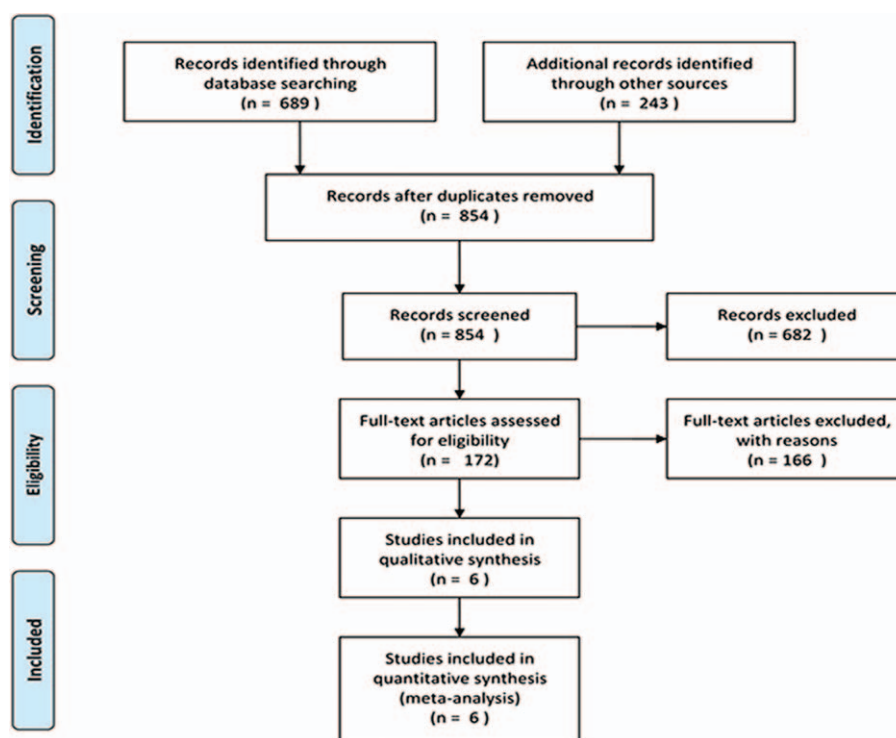 Identification
Records identified through
database searching
(n = 689)
Additional records identified
through other sources
(n = 243)
Records after duplicates removed
(n = 854 )
Screening
Records screened
(n = 854 )
Records excluded
(n = 682 )
Eligibility
Full-text articles assessed
for eligibility
(n = 172)
Full-text articles excluded,
with reasons
(n = 166 )
Studies included in
qualitative synthesis
(n = 6 )
Included
Studies included in
quantitative synthesis
(meta-analysis)
(n = 6 )